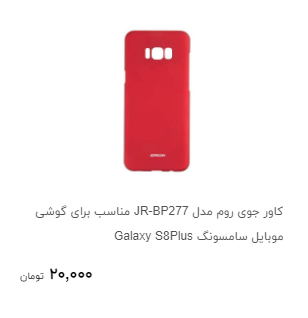 کاور جوی روم مدل JR-BP277 مناسب برای گوشی
موبایل سامسونگ Galaxy S8Plus
۲۰,۰۰۰ تومان